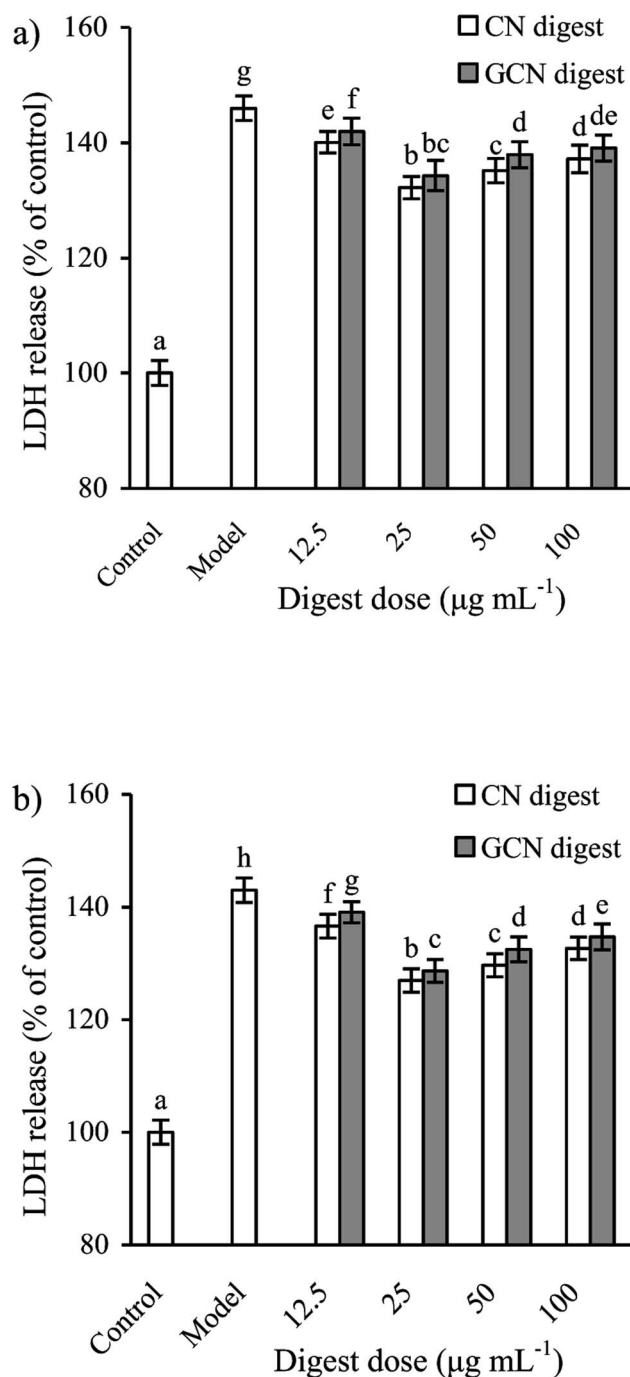 a)
160
140
120
100
80
LDH release (% of control)
CN digest
GCN digest
a
g
e
f
b
bc
c
d
d
de
Control
Model
12.5
25
50
100
Digest dose (µg mL⁻¹)
b)
160
140
120
100
80
LDH release (% of control)
CN digest
GCN digest
a
h
f
g
b
c
c
d
d
e
Control
Model
12.5
25
50
100
Digest dose (µg mL⁻¹)